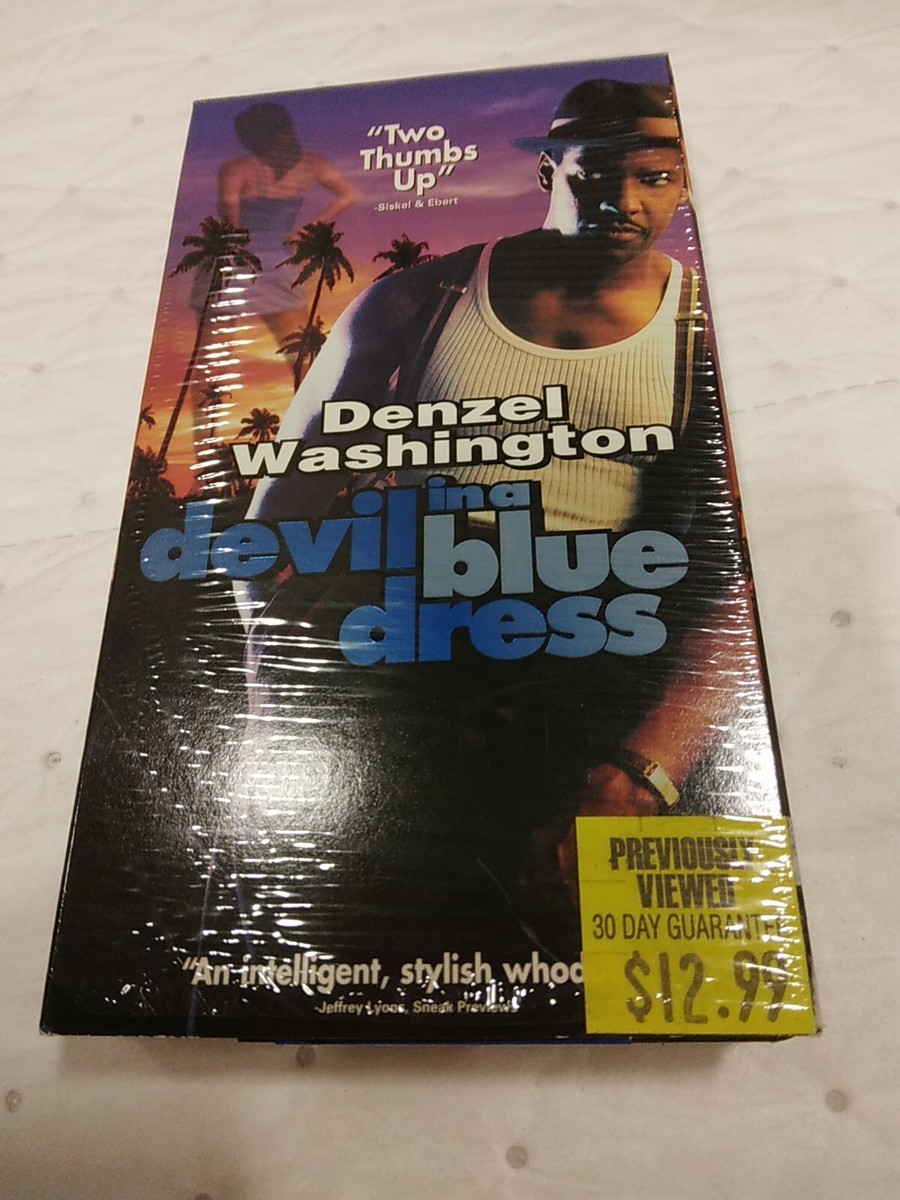 "Two
Thumbs
Up"
-Siskel & Ebert
Denzel
Washington
devil in a
blue
dress
PREVIOUSLY
VIEWED
30 DAY GUARANTEE
$12.99
"An intelligent, stylish whod
-Jeffrey Lyons, Sneak Previews